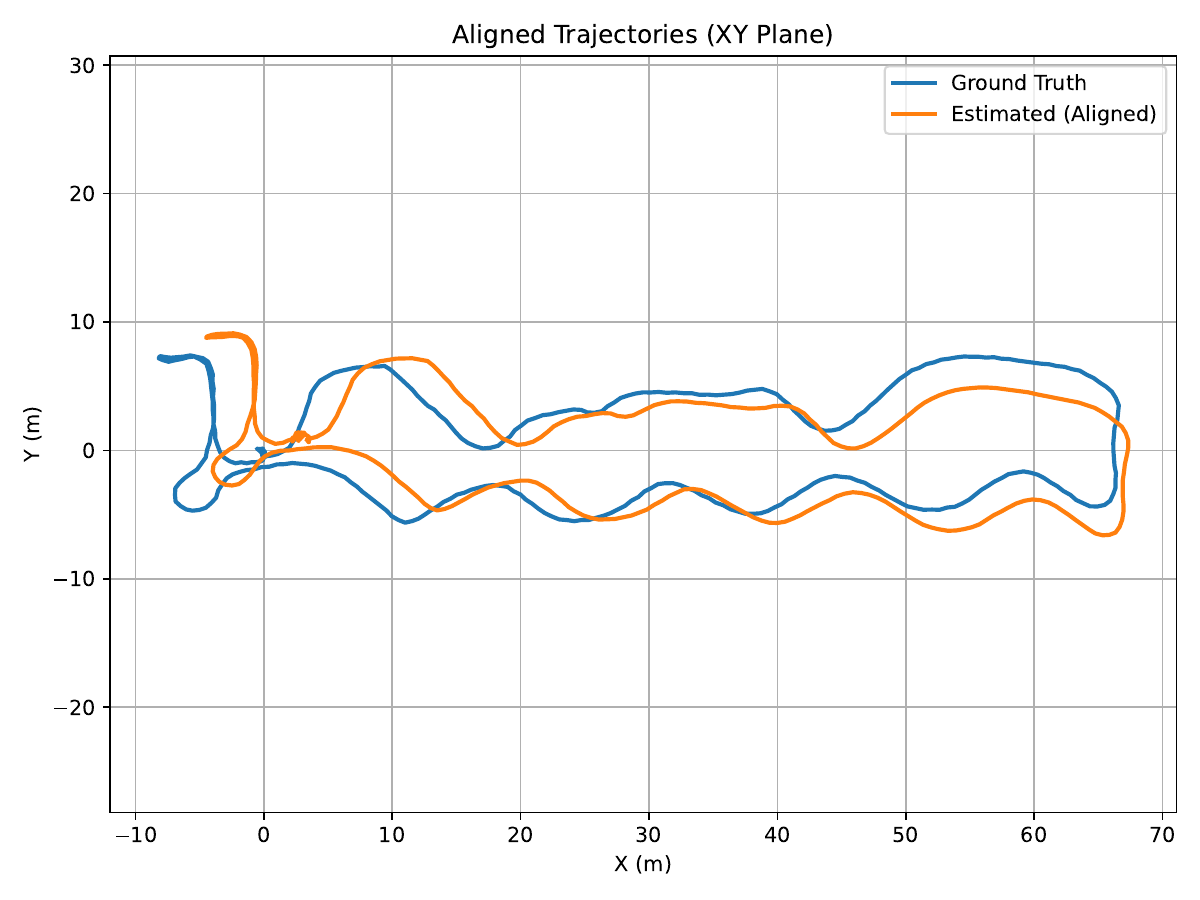 Aligned Trajectories (XY Plane)
Ground Truth
Estimated (Aligned)
30
20
10
0
−10
−20
Y (m)
−10 0 10 20 30 40 50 60 70
X (m)